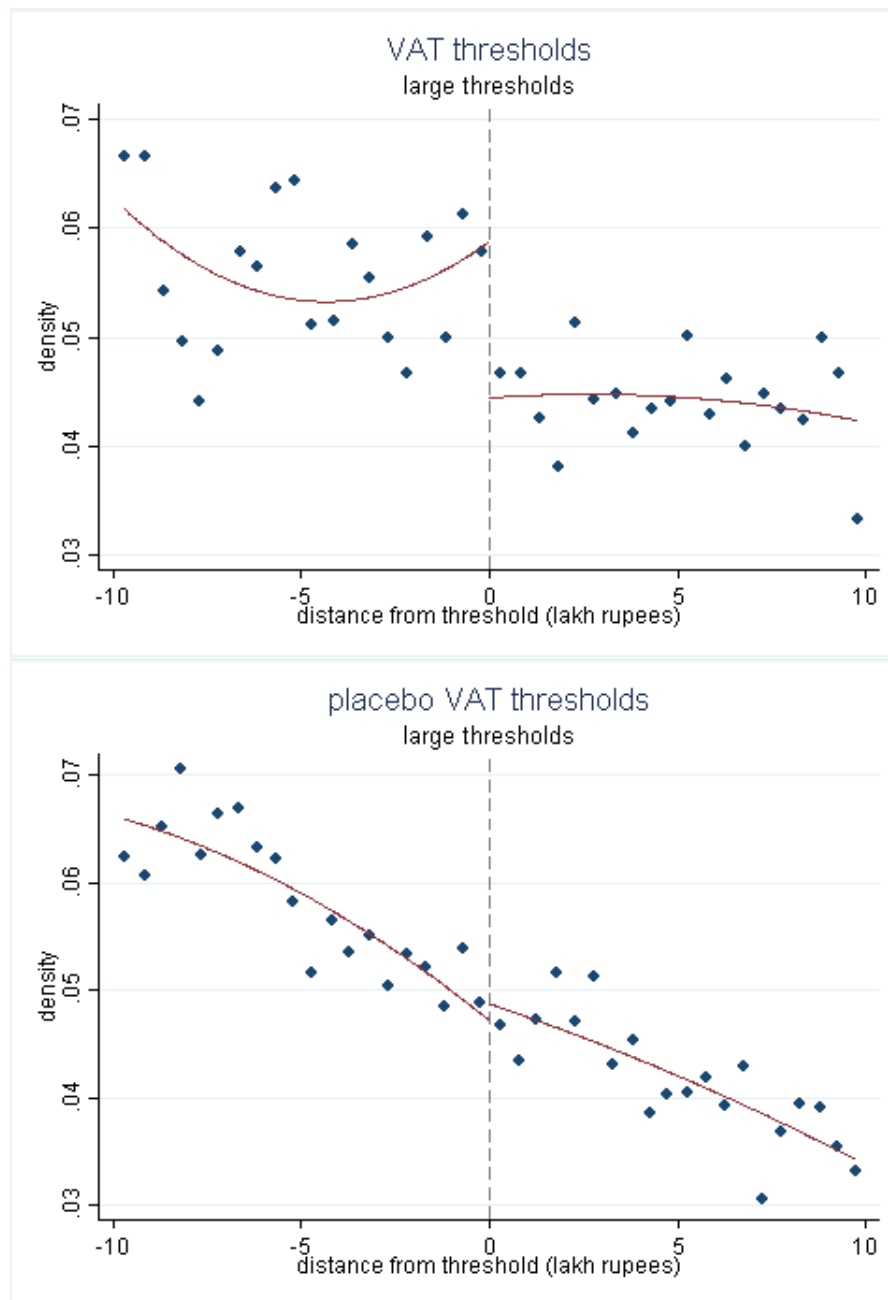 VAT thresholds
large thresholds
.07
.06
.05
.04
.03
density
-10 -5 0 5 10
distance from threshold (lakh rupees)
placebo VAT thresholds
large thresholds
.07
.06
.05
.04
.03
density
-10 -5 0 5 10
distance from threshold (lakh rupees)